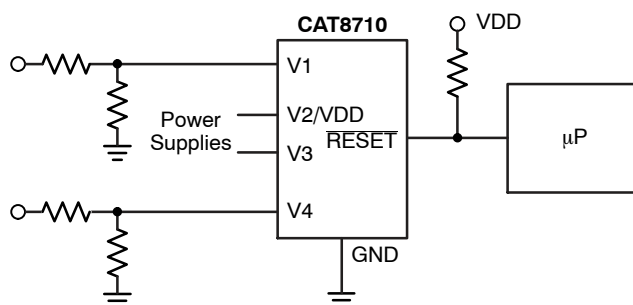 CAT8710
VDD
V1
V2/VDD
Power
Supplies
RESET
μP
V3
V4
GND